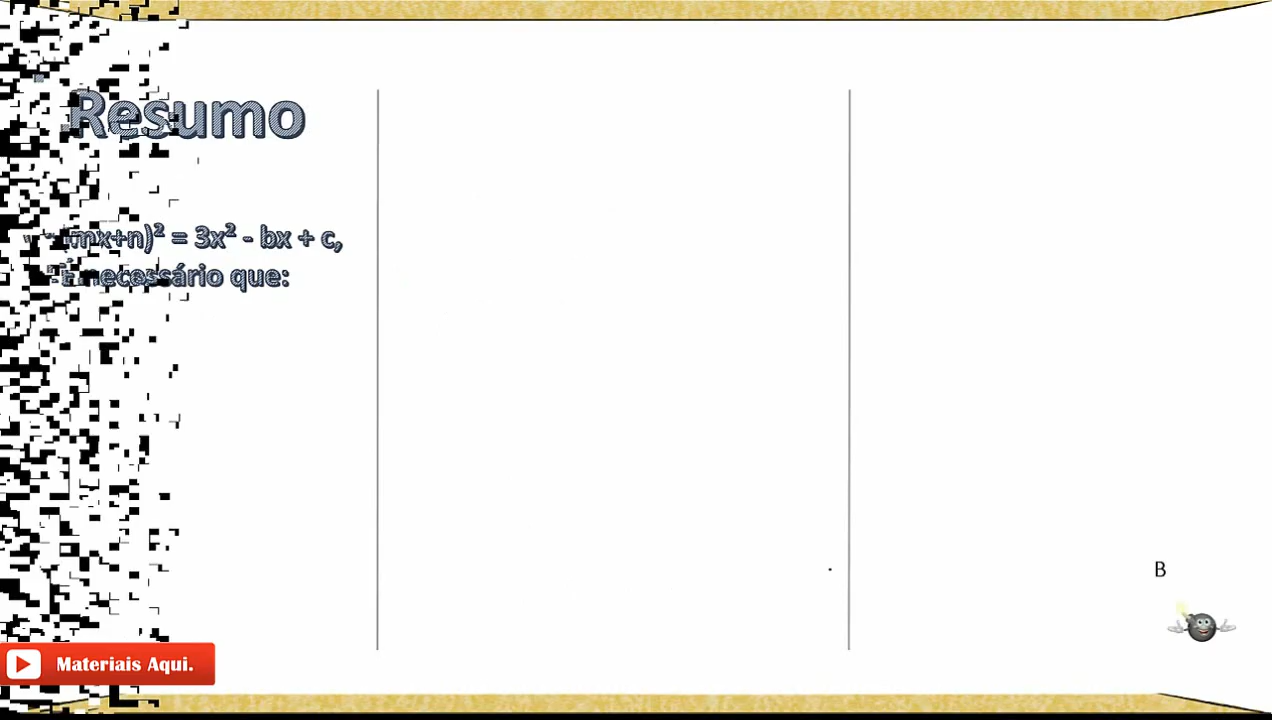 Resumo
(mx+n)² = 3x² - bx + c,
É necessário que:
B
Materiais Aqui.